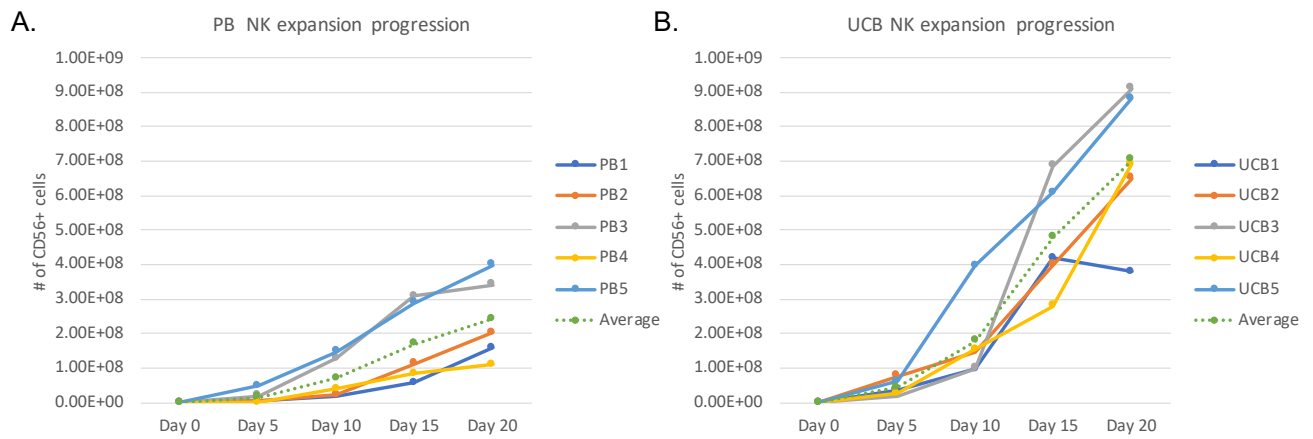 A.
PB NK expansion progression
# of CD56+ cells
1.00E+09
9.00E+08
8.00E+08
7.00E+08
6.00E+08
5.00E+08
4.00E+08
3.00E+08
2.00E+08
1.00E+08
0.00E+00
Day 0 Day 5 Day 10 Day 15 Day 20
PB1
PB2
PB3
PB4
PB5
Average
B.
UCB NK expansion progression
# of CD56+ cells
1.00E+09
9.00E+08
8.00E+08
7.00E+08
6.00E+08
5.00E+08
4.00E+08
3.00E+08
2.00E+08
1.00E+08
0.00E+00
Day 0 Day 5 Day 10 Day 15 Day 20
UCB1
UCB2
UCB3
UCB4
UCB5
Average